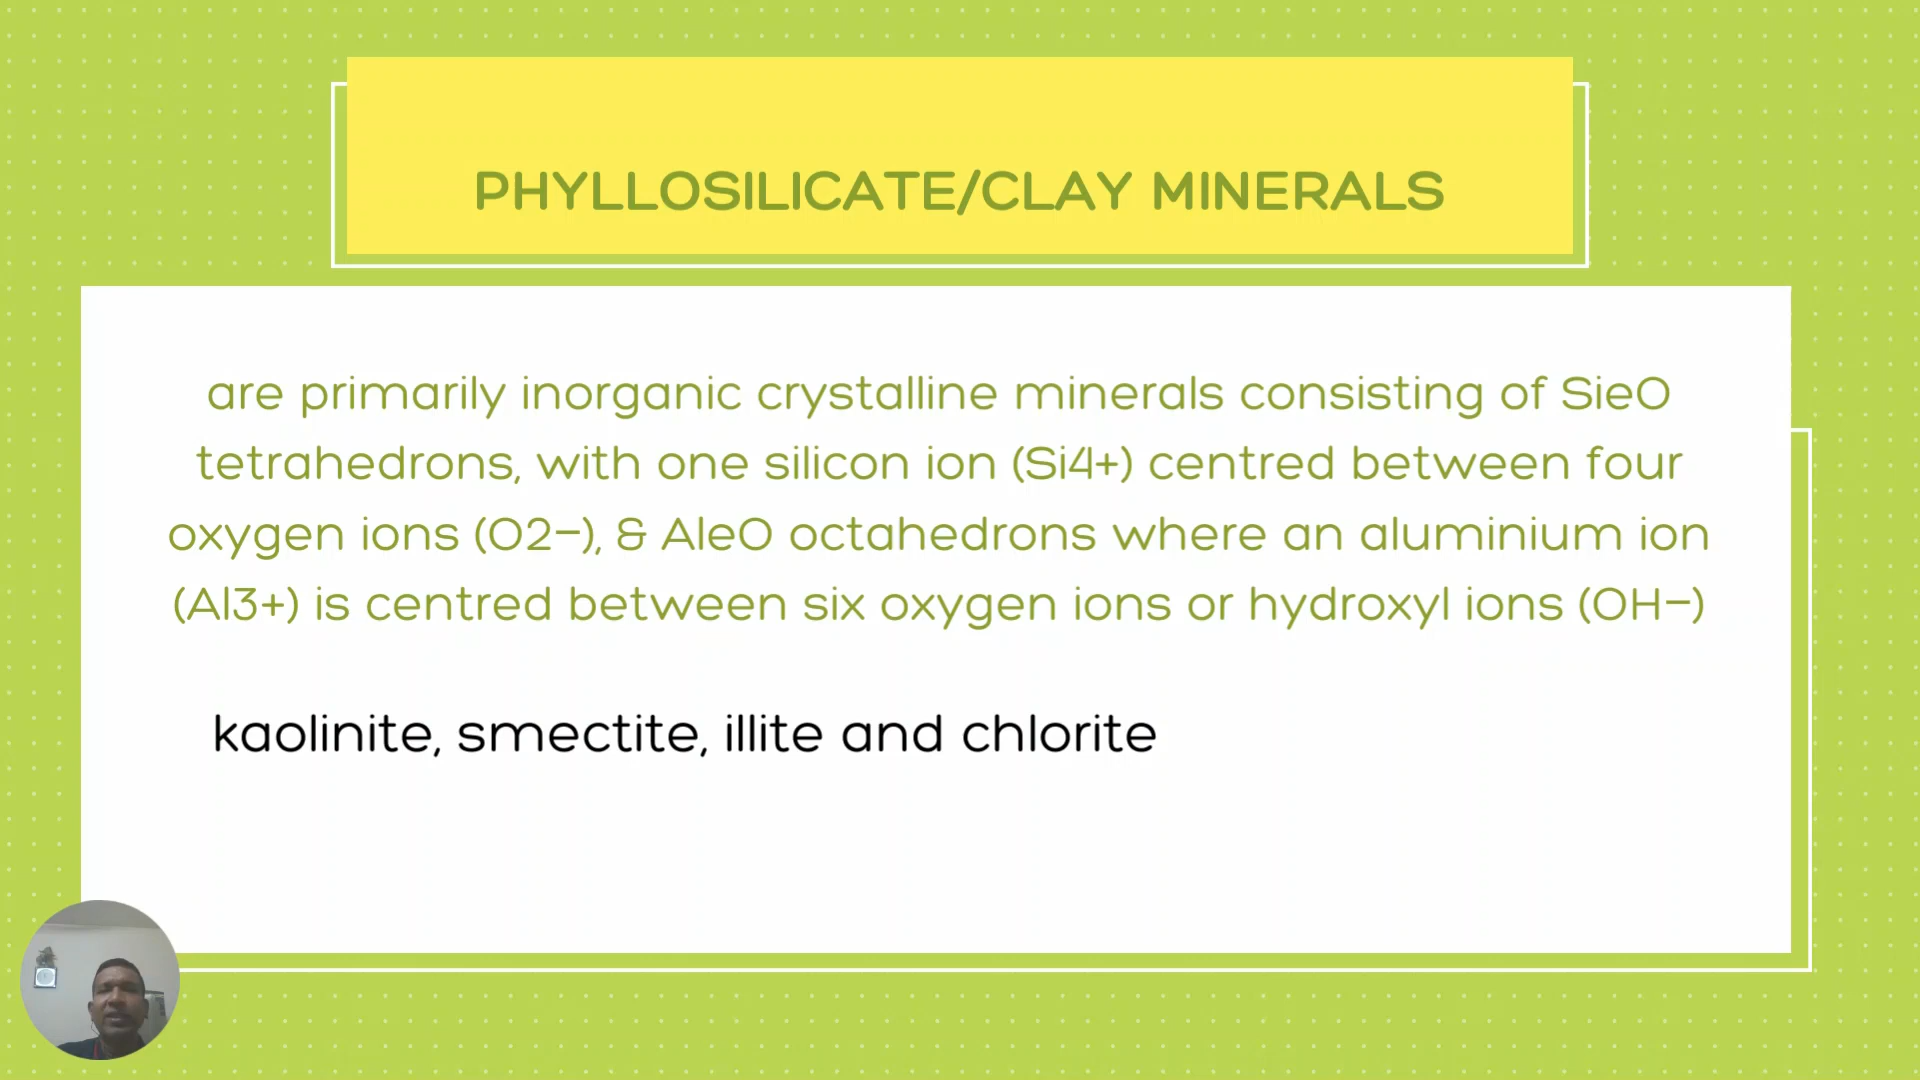 PHYLLOSILICATE/CLAY MINERALS
are primarily inorganic crystalline minerals consisting of SieO
tetrahedrons, with one silicon ion (Si4+) centred between four
oxygen ions (O2−), & AleO octahedrons where an aluminium ion
(Al3+) is centred between six oxygen ions or hydroxyl ions (OH−)
kaolinite, smectite, illite and chlorite